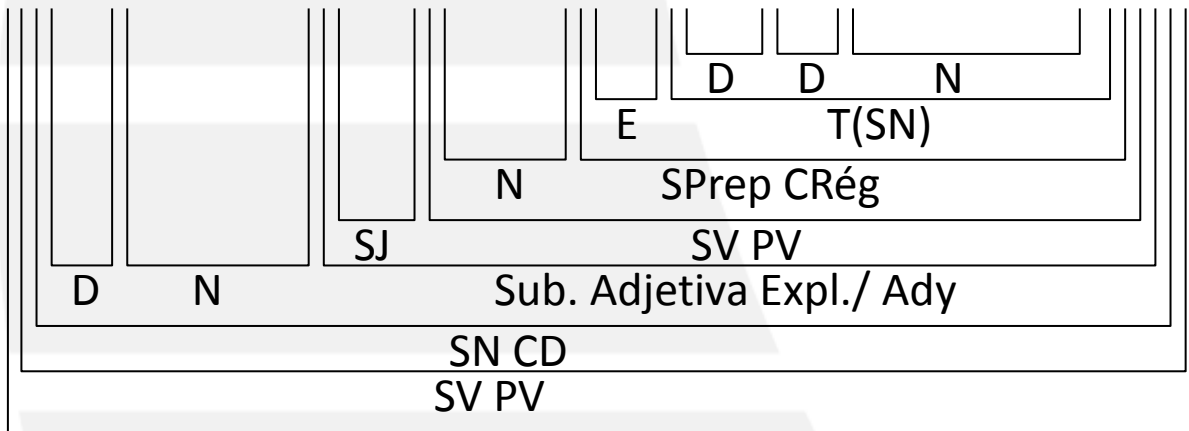 D D N
E T(SN)
N SPrep CRég
SJ SV PV
D N Sub. Adjetiva Expl./ Ady
SN CD
SV PV